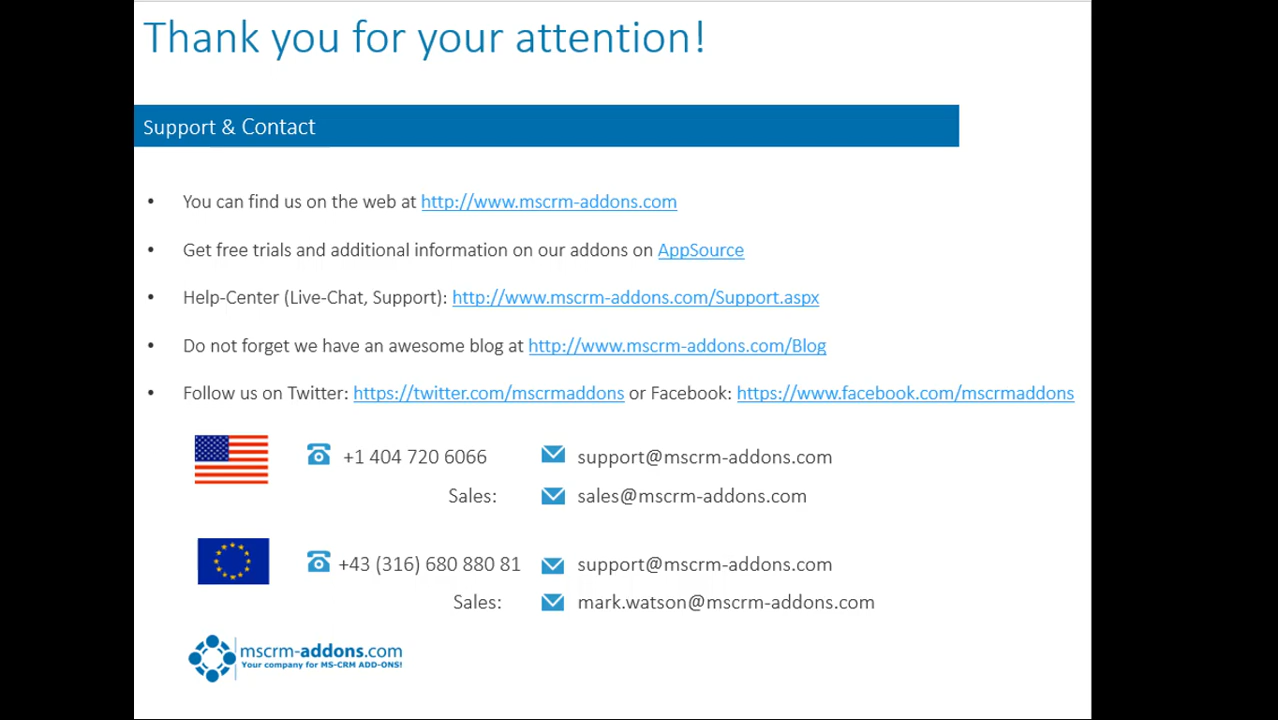 Thank you for your attention!
Support & Contact
• You can find us on the web at http://www.mscrm-addons.com
• Get free trials and additional information on our addons on AppSource
• Help-Center (Live-Chat, Support): http://www.mscrm-addons.com/Support.aspx
• Do not forget we have an awesome blog at http://www.mscrm-addons.com/Blog
• Follow us on Twitter: https://twitter.com/mscrmaddons or Facebook: https://www.facebook.com/mscrmaddons
+1 404 720 6066 support@mscrm-addons.com
Sales: sales@mscrm-addons.com
+43 (316) 680 880 81 support@mscrm-addons.com
Sales: mark.watson@mscrm-addons.com
mscrm-addons.com
Your company for MS-CRM ADD-ONS!